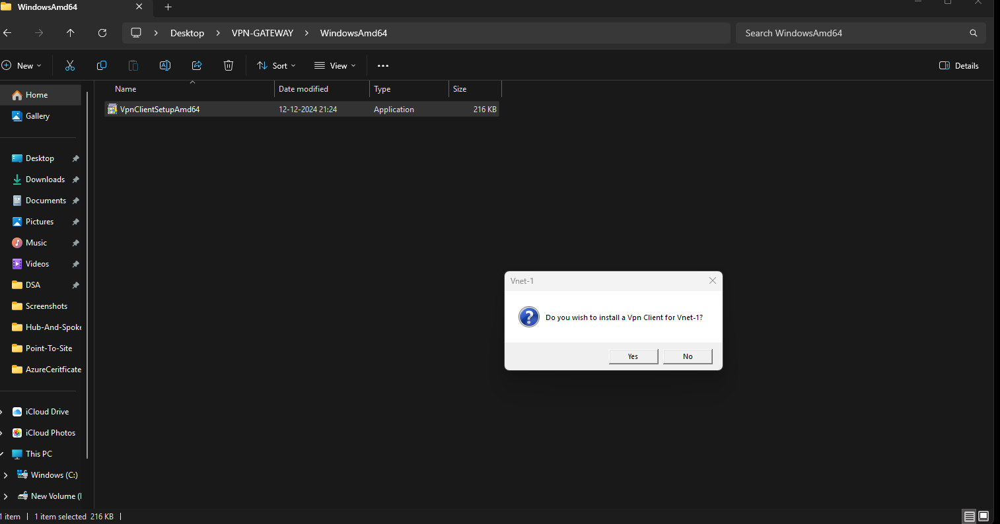 WindowsAmd64
Desktop > VPN-GATEWAY > WindowsAmd64
Search WindowsAmd64
New
Sort
View
Details
Name
Date modified
Type
Size
VpnClientSetupAmd64
12-12-2024 21:24
Application
216 KB
Home
Gallery
Desktop
Downloads
Documents
Pictures
Music
Videos
DSA
Screenshots
Hub-And-Spoke
Point-To-Site
AzureCeritficate
iCloud Drive
iCloud Photos
This PC
Windows (C:)
New Volume (
Vnet-1
Do you wish to install a Vpn Client for Vnet-1?
Yes
No
1 item
1 item selected 216 KB